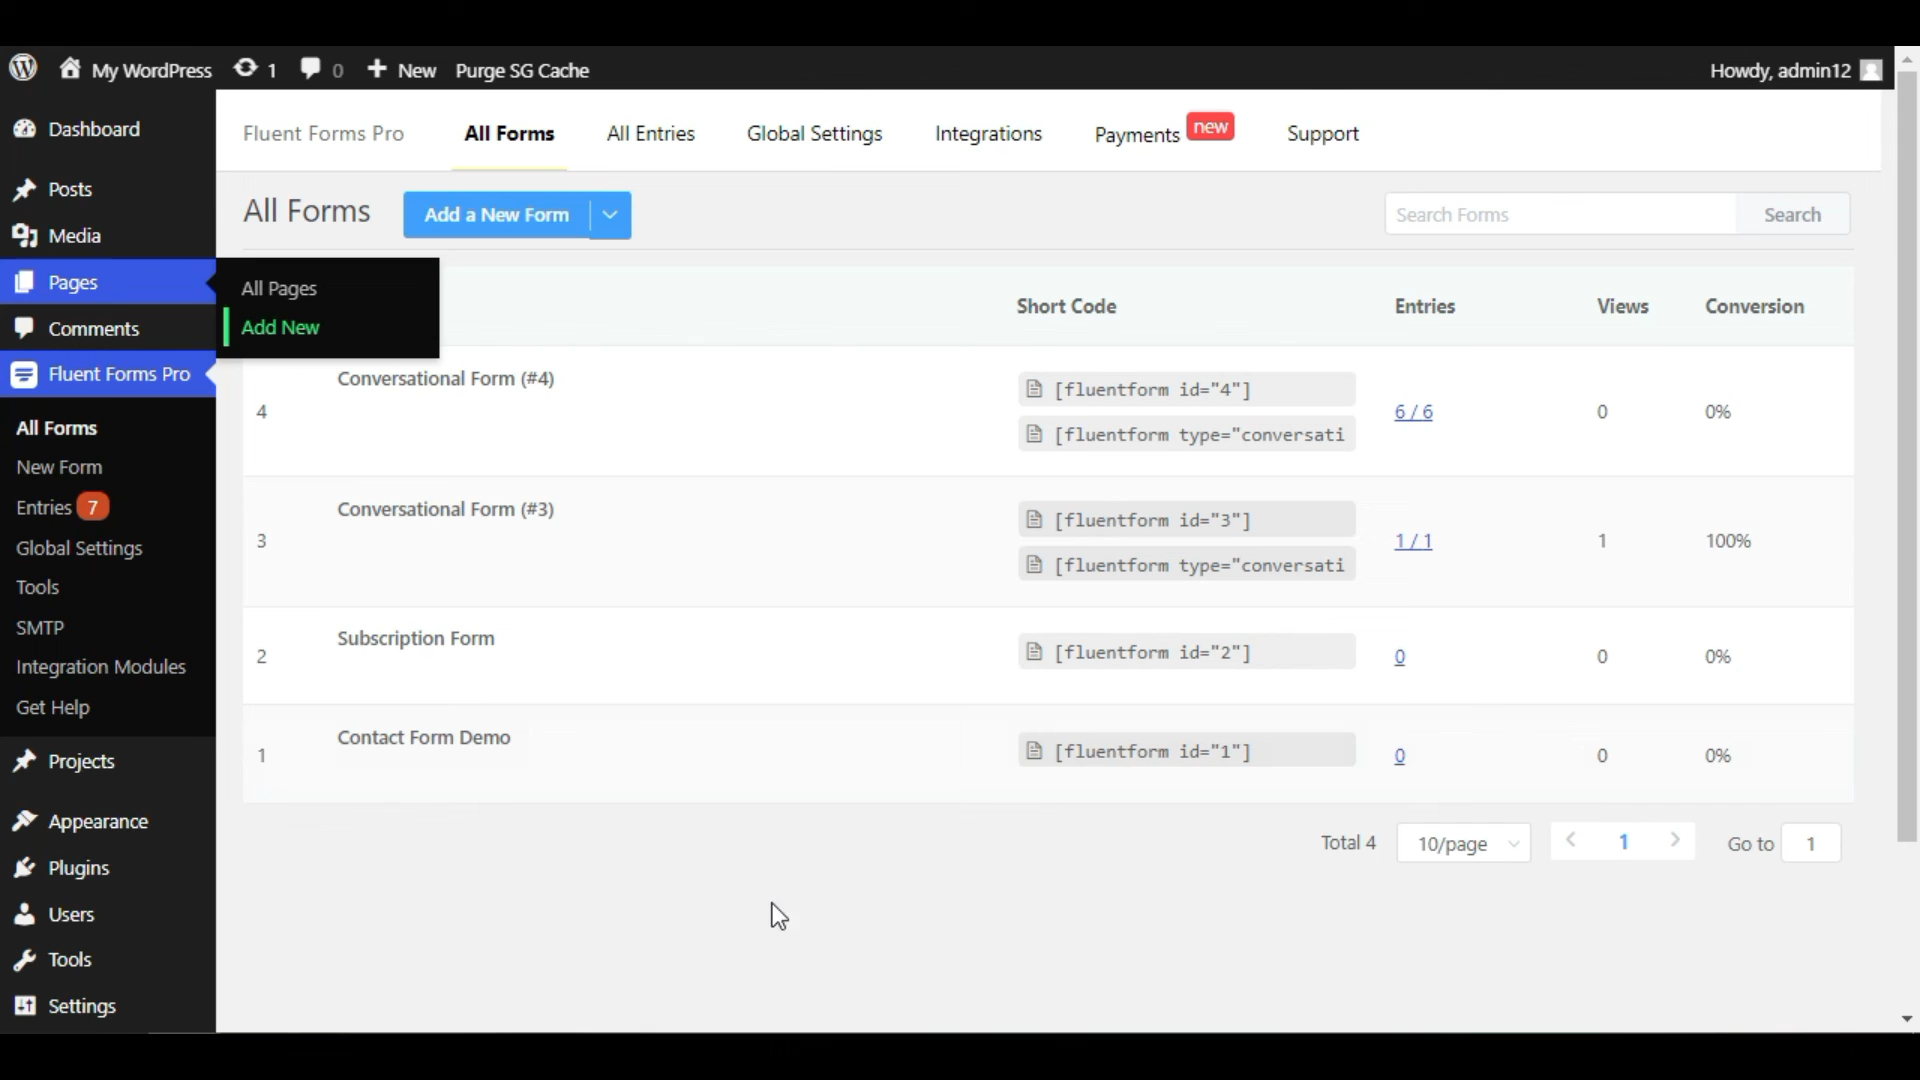 My WordPress 1 0 + New Purge SG Cache Howdy, admin12
Dashboard
Posts
Media
Pages
All Pages
Add New
Comments
Fluent Forms Pro
All Forms
New Form
Entries 7
Global Settings
Tools
SMTP
Integration Modules
Get Help
Projects
Appearance
Plugins
Users
Tools
Settings
Fluent Forms Pro All Forms All Entries Global Settings Integrations Payments new Support
All Forms Add a New Form Search Forms Search
Short Code Entries Views Conversion
4 Conversational Form (#4) [fluentform id="4"] 6 / 6 0 0%
[fluentform type="conversati
3 Conversational Form (#3) [fluentform id="3"] 1 / 1 1 100%
[fluentform type="conversati
2 Subscription Form [fluentform id="2"] 0 0 0%
1 Contact Form Demo [fluentform id="1"] 0 0 0%
Total 4 10/page 1 Go to 1